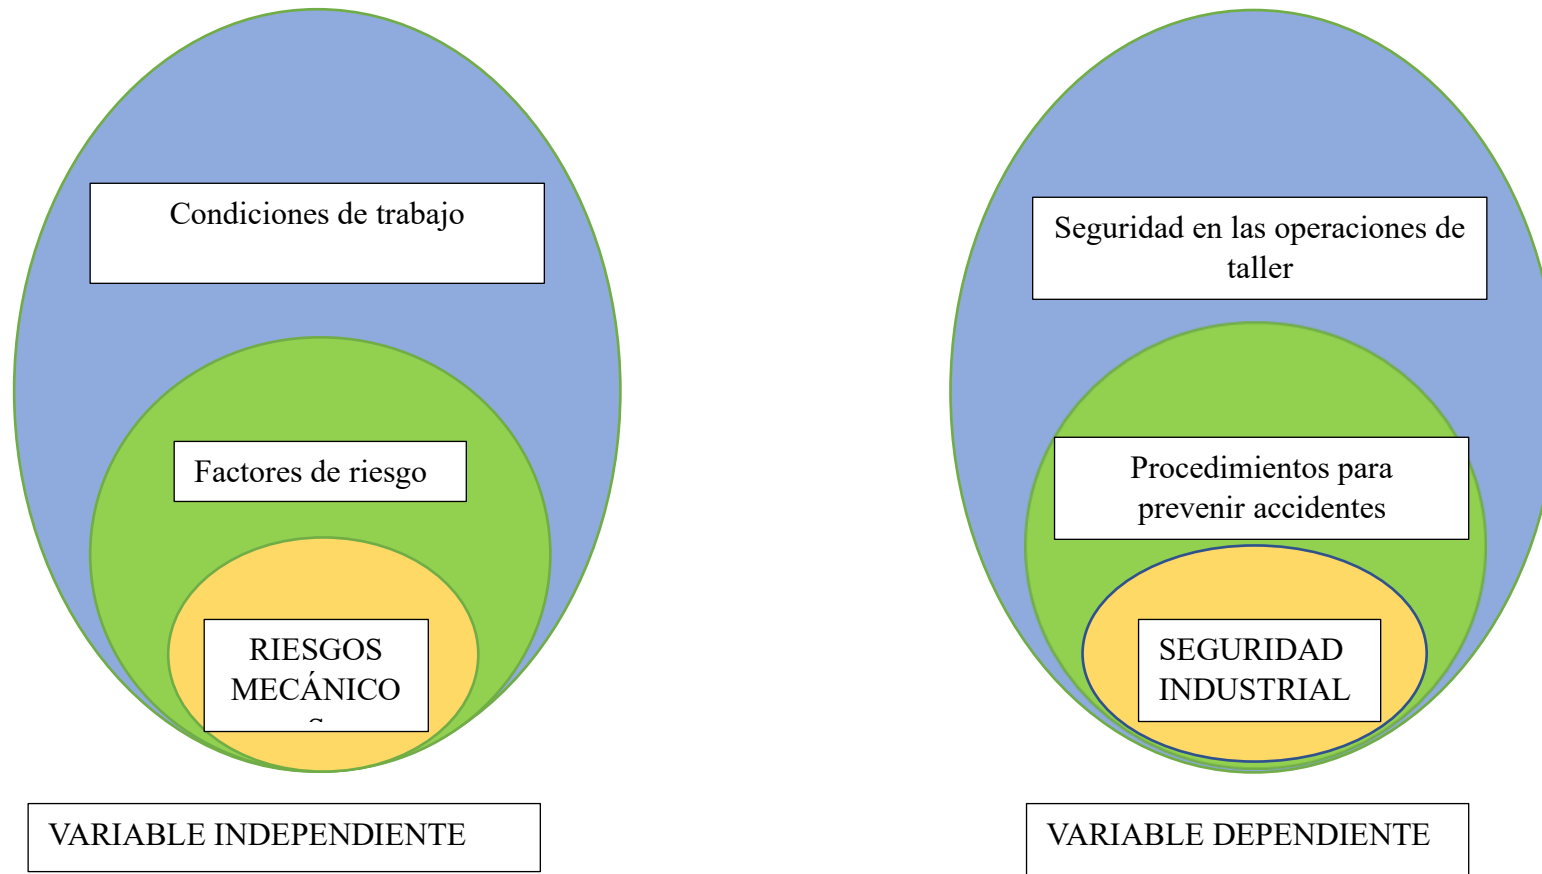 Condiciones de trabajo
Factores de riesgo
RIESGOS
MECÁNICO
VARIABLE INDEPENDIENTE
Seguridad en las operaciones de
taller
Procedimientos para
prevenir accidentes
SEGURIDAD
INDUSTRIAL
VARIABLE DEPENDIENTE